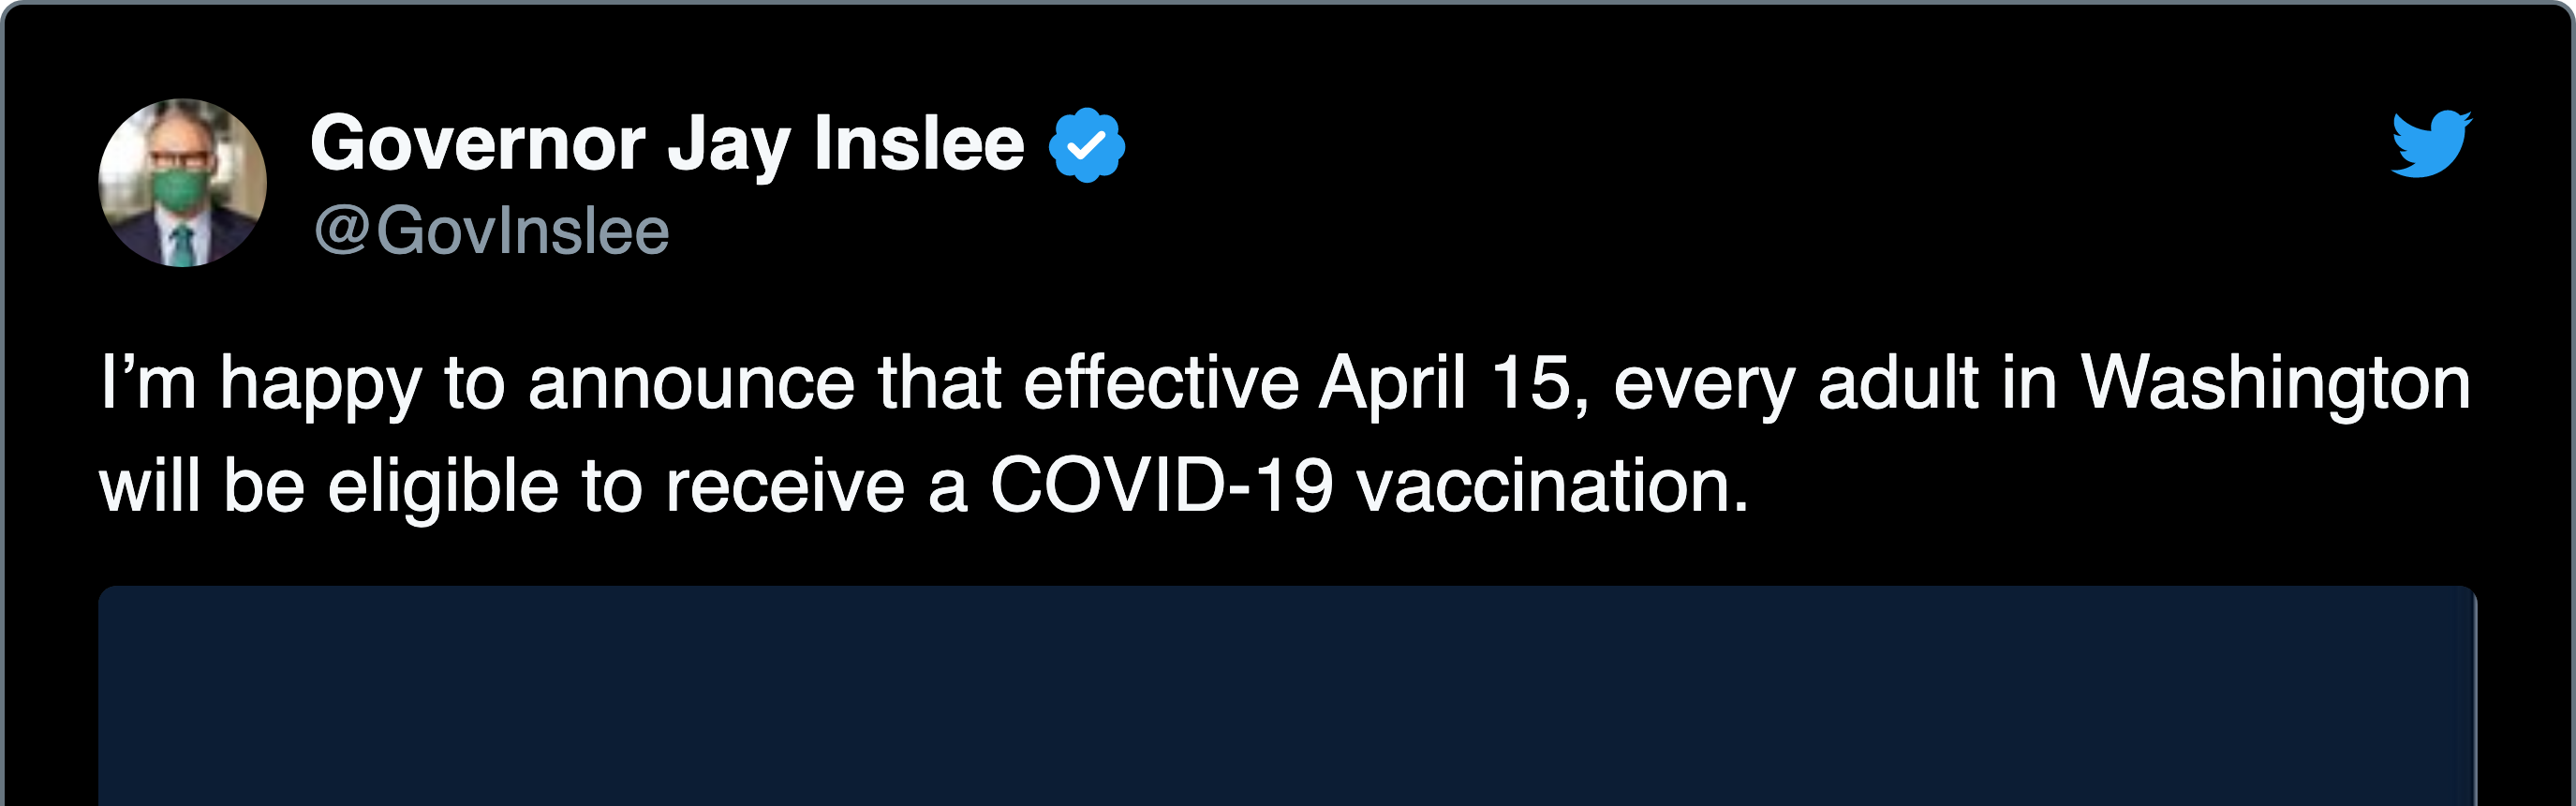 Governor Jay Inslee
@GovInslee
I’m happy to announce that effective April 15, every adult in Washington
will be eligible to receive a COVID-19 vaccination.